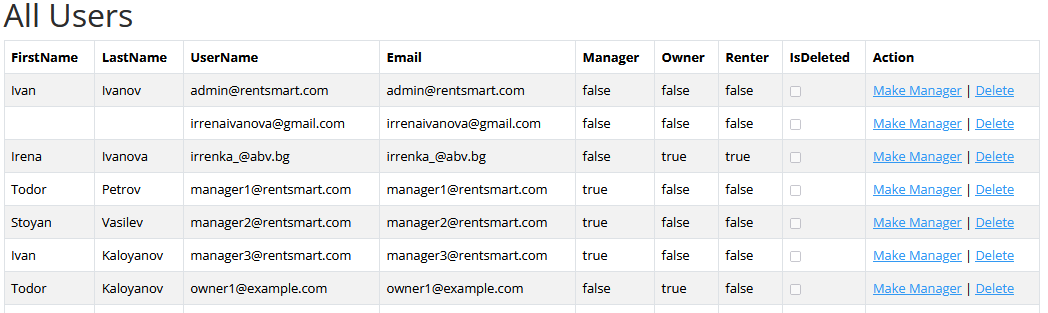 All Users
FirstName LastName UserName Email Manager Owner Renter IsDeleted Action
Ivan Ivanov admin@rentsmart.com admin@rentsmart.com false false false Make Manager | Delete
irrenaivanova@gmail.com irrenaivanova@gmail.com false false false Make Manager | Delete
Irena Ivanova irrenka_@abv.bg irrenka_@abv.bg false true true Make Manager | Delete
Todor Petrov manager1@rentsmart.com manager1@rentsmart.com true false false Make Manager | Delete
Stoyan Vasilev manager2@rentsmart.com manager2@rentsmart.com true false false Make Manager | Delete
Ivan Kaloyanov manager3@rentsmart.com manager3@rentsmart.com true false false Make Manager | Delete
Todor Kaloyanov owner1@example.com owner1@example.com false true false Make Manager | Delete